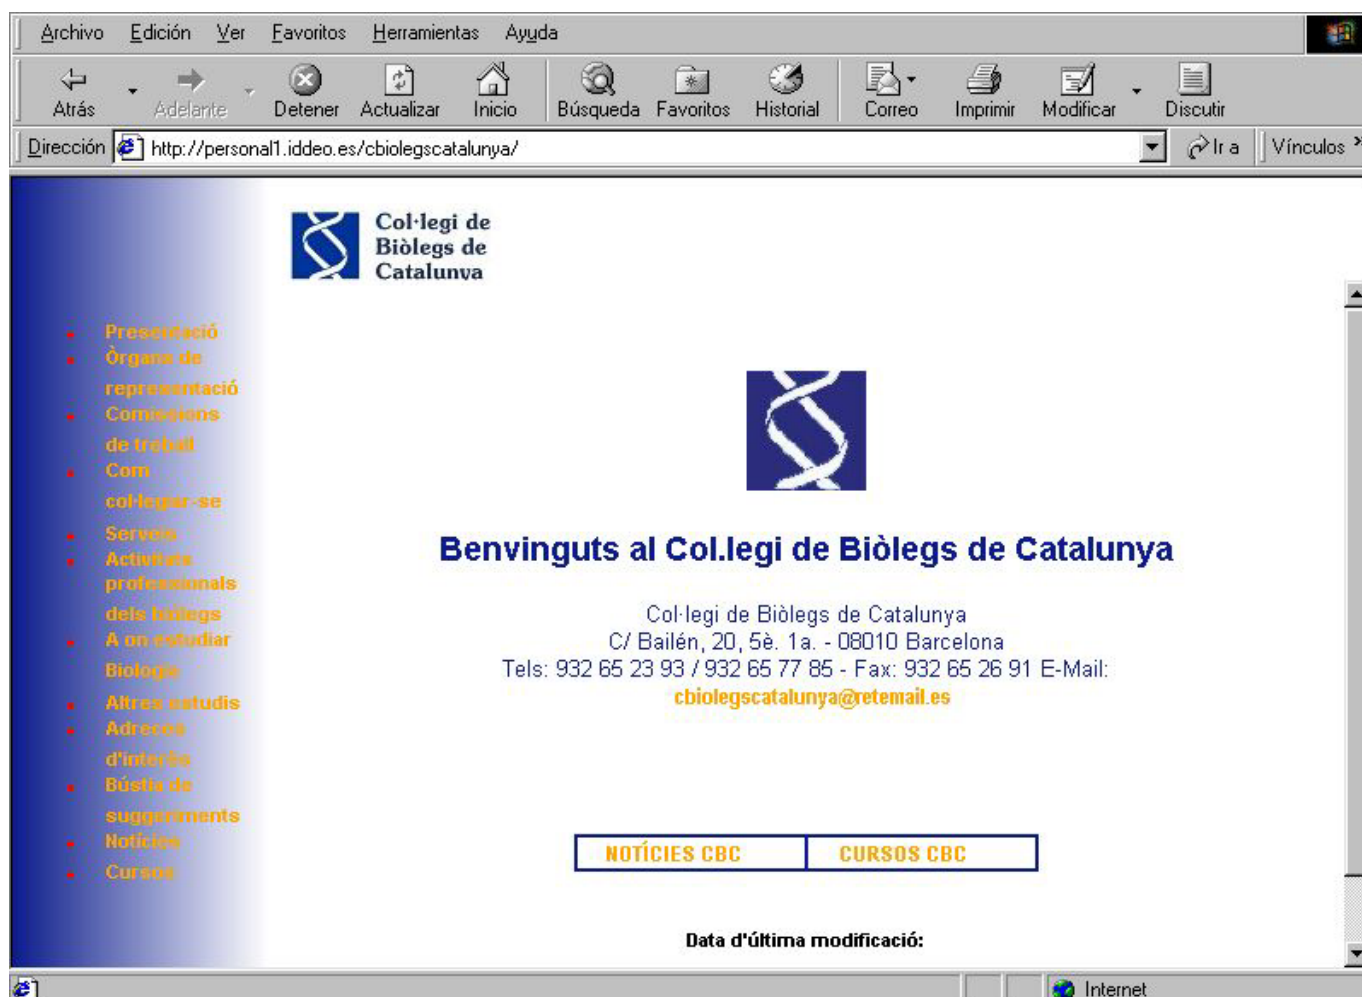 Archivo Edición Ver Favoritos Herramientas Ayuda
Atrás Adelante Detener Actualizar Inicio Búsqueda Favoritos Historial Correo Imprimir Modificar Discutir
Dirección http://personal1.iddeo.es/cbiolegscatalunya/ Ir a Vínculos »
Col·legi de
Biòlegs de
Catalunya
Presentació
Òrgans de
representació
Comissions
de treball
Com
col·legiar-se
Serveis
Activitats
professionals
dels biòlegs
A on estudiar
Biologia
Altres estudis
Adreces
d'interès
Bústia de
suggeriments
Notícies
Cursos
Benvinguts al Col.legi de Biòlegs de Catalunya
Col·legi de Biòlegs de Catalunya
C/ Bailén, 20, 5è. 1a. - 08010 Barcelona
Tels: 932 65 23 93 / 932 65 77 85 - Fax: 932 65 26 91 E-Mail:
cbiolegscatalunya@retemail.es
NOTÍCIES CBC CURSOS CBC
Data d'última modificació:
Internet